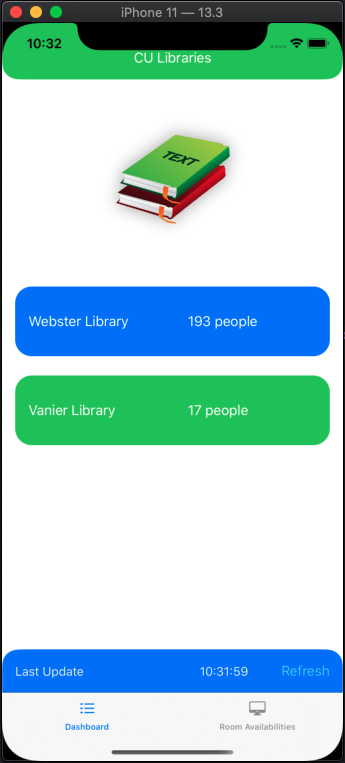 iPhone 11 — 13.3
10:32
CU Libraries
TEXT
Webster Library 193 people
Vanier Library 17 people
Last Update 10:31:59 Refresh
Dashboard Room Availabilities